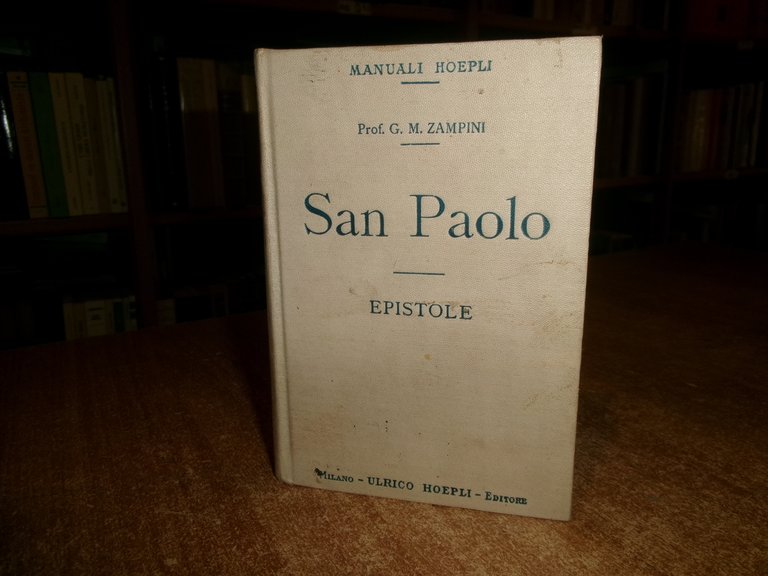 MANUALI HOEPLI
Prof. G. M. ZAMPINI
San Paolo
EPISTOLE
MILANO - ULRICO HOEPLI - EDITORE